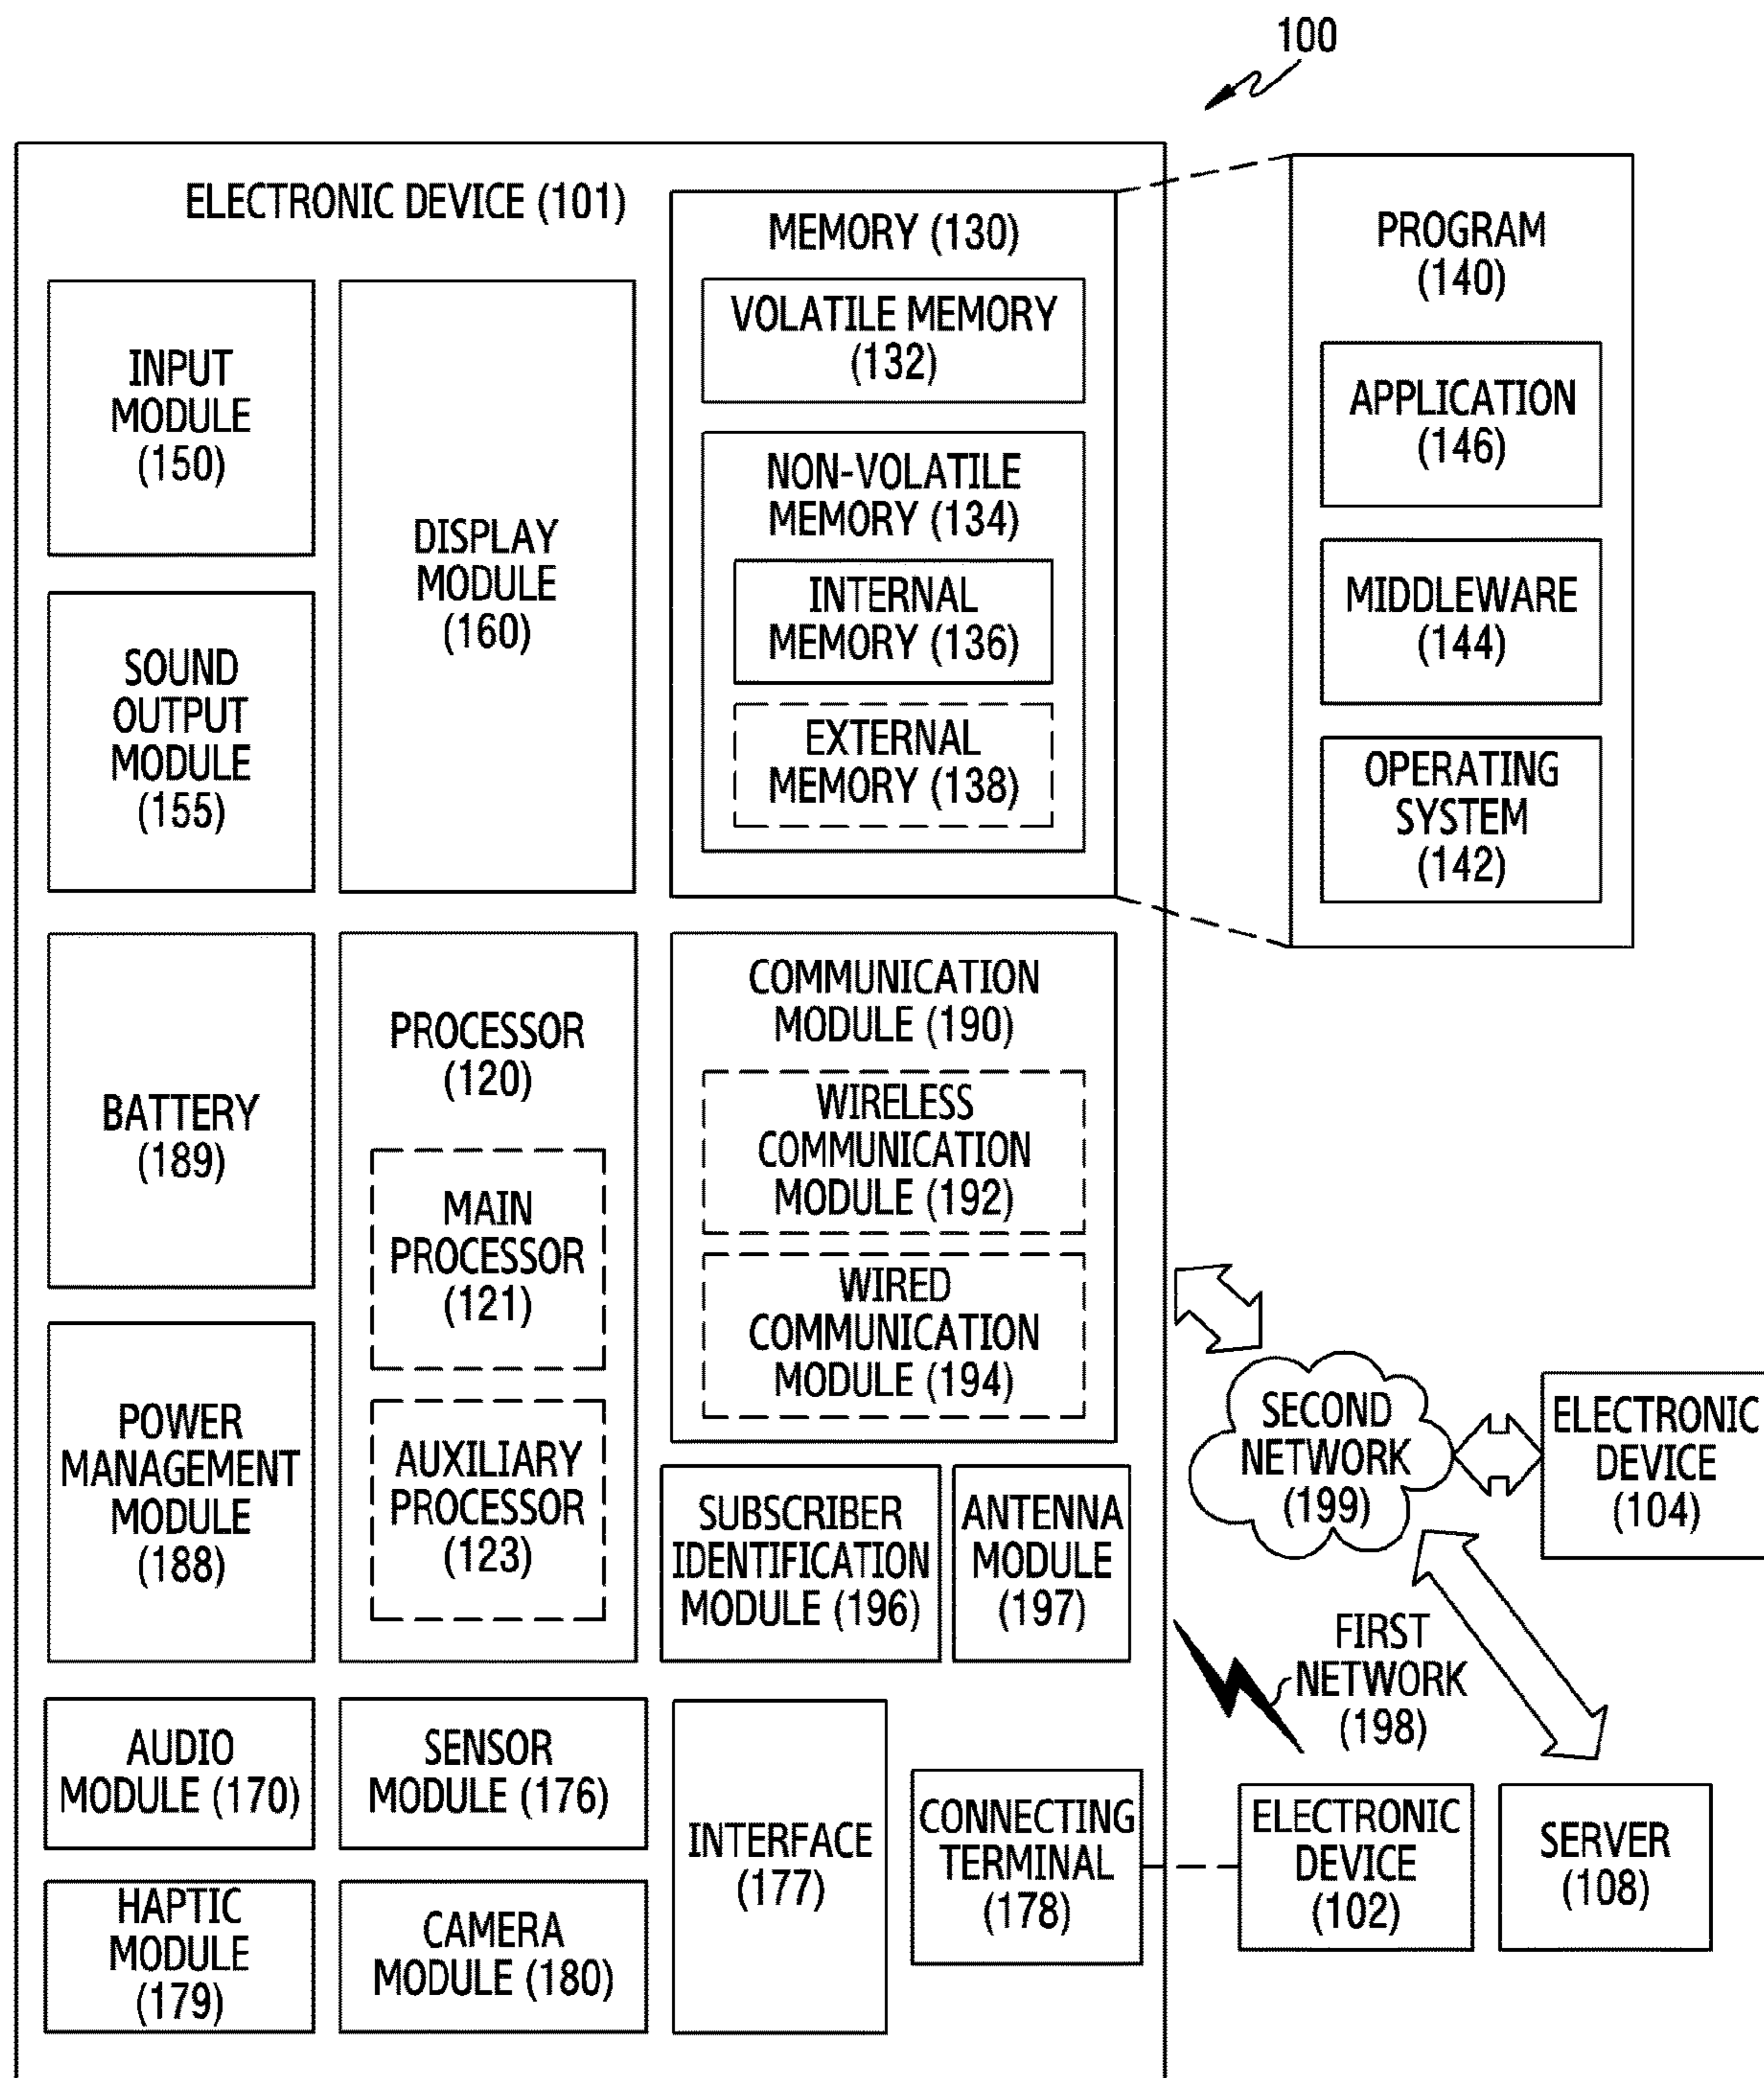 100
ELECTRONIC DEVICE (101)
INPUT
MODULE
(150)
DISPLAY
MODULE
(160)
SOUND
OUTPUT
MODULE
(155)
MEMORY (130)
VOLATILE MEMORY
(132)
NON-VOLATILE
MEMORY (134)
INTERNAL
MEMORY (136)
EXTERNAL
MEMORY (138)
PROGRAM
(140)
APPLICATION
(146)
MIDDLEWARE
(144)
OPERATING
SYSTEM
(142)
BATTERY
(189)
POWER
MANAGEMENT
MODULE
(188)
PROCESSOR
(120)
MAIN
PROCESSOR
(121)
AUXILIARY
PROCESSOR
(123)
COMMUNICATION
MODULE (190)
WIRELESS
COMMUNICATION
MODULE (192)
WIRED
COMMUNICATION
MODULE (194)
SUBSCRIBER
IDENTIFICATION
MODULE (196)
ANTENNA
MODULE
(197)
SECOND
NETWORK
(199)
ELECTRONIC
DEVICE
(104)
FIRST
NETWORK
(198)
AUDIO
MODULE (170)
SENSOR
MODULE (176)
INTERFACE
(177)
CONNECTING
TERMINAL
(178)
ELECTRONIC
DEVICE
(102)
SERVER
(108)
HAPTIC
MODULE
(179)
CAMERA
MODULE (180)